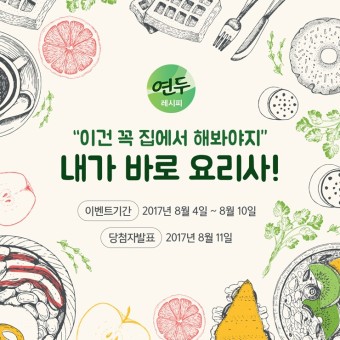 연두
레시피
“이건 꼭 집에서 해봐야지”
내가 바로 요리사!
이벤트기간 2017년 8월 4일 ~ 8월 10일
당첨자발표 2017년 8월 11일